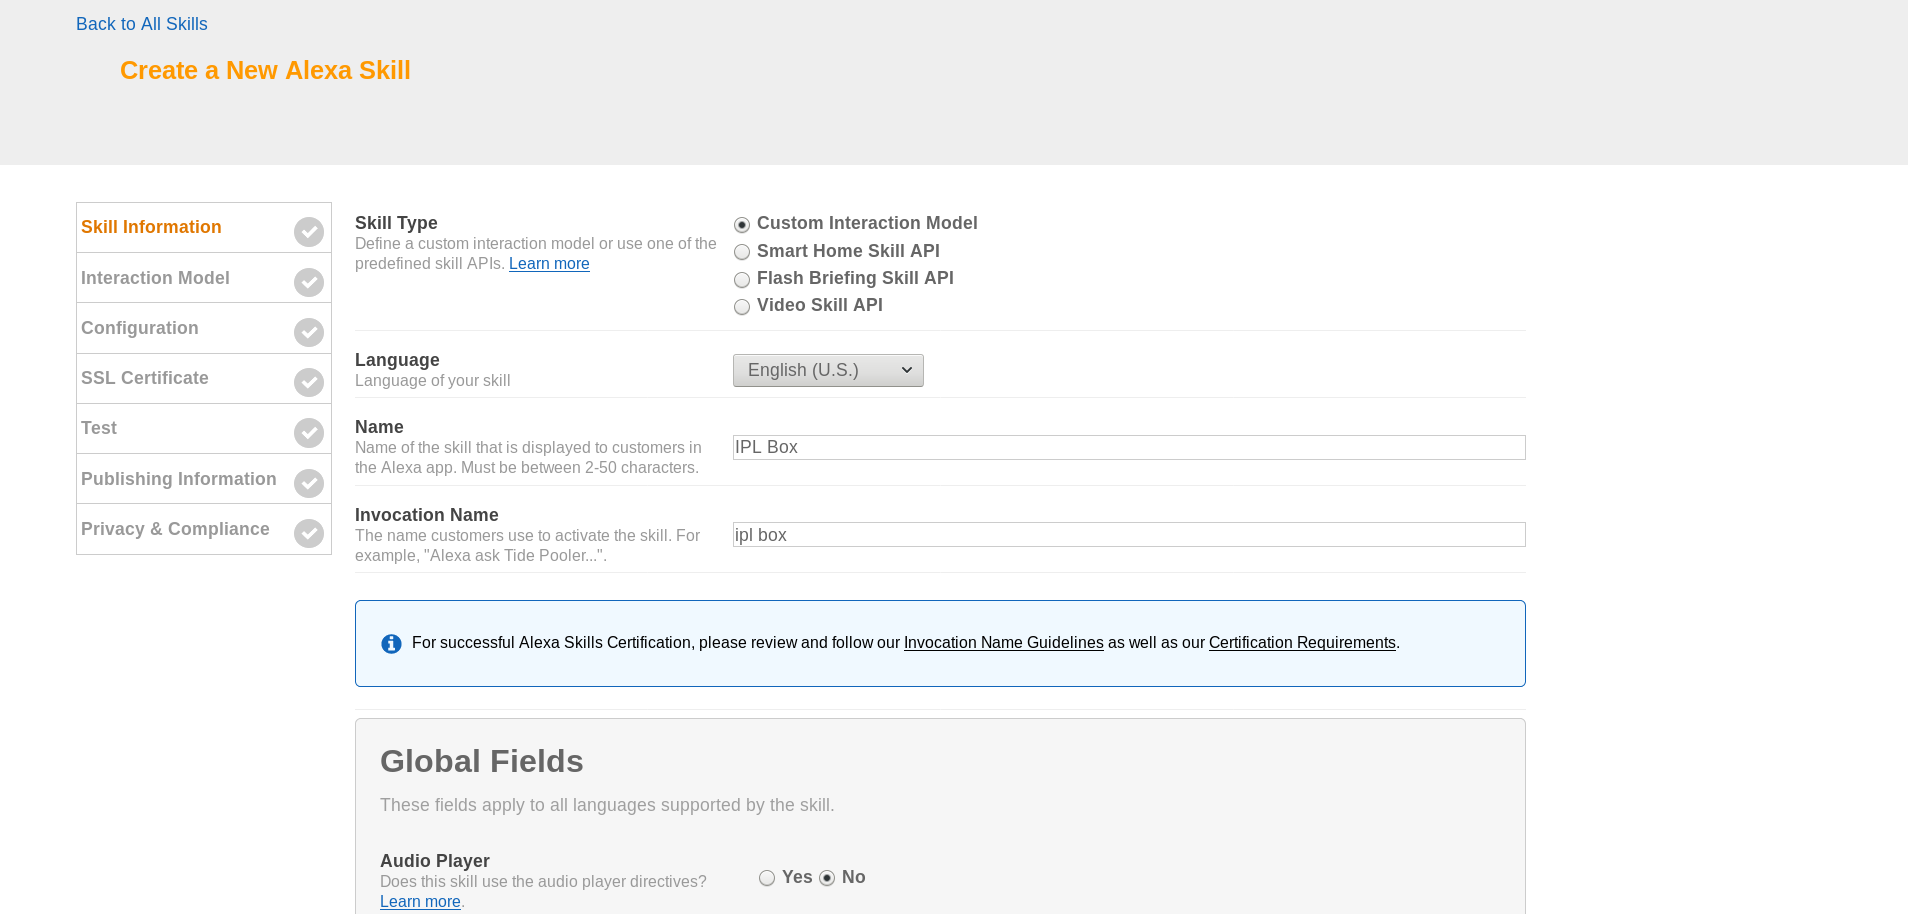 Back to All Skills
Create a New Alexa Skill
Skill Information
Interaction Model
Configuration
SSL Certificate
Test
Publishing Information
Privacy & Compliance
Skill Type
Define a custom interaction model or use one of the
predefined skill APIs. Learn more
Custom Interaction Model
Smart Home Skill API
Flash Briefing Skill API
Video Skill API
Language
Language of your skill
English (U.S.)
Name
Name of the skill that is displayed to customers in
the Alexa app. Must be between 2-50 characters.
IPL Box
Invocation Name
The name customers use to activate the skill. For
example, "Alexa ask Tide Pooler...".
ipl box
For successful Alexa Skills Certification, please review and follow our Invocation Name Guidelines as well as our Certification Requirements.
Global Fields
These fields apply to all languages supported by the skill.
Audio Player
Does this skill use the audio player directives?
Learn more.
Yes No